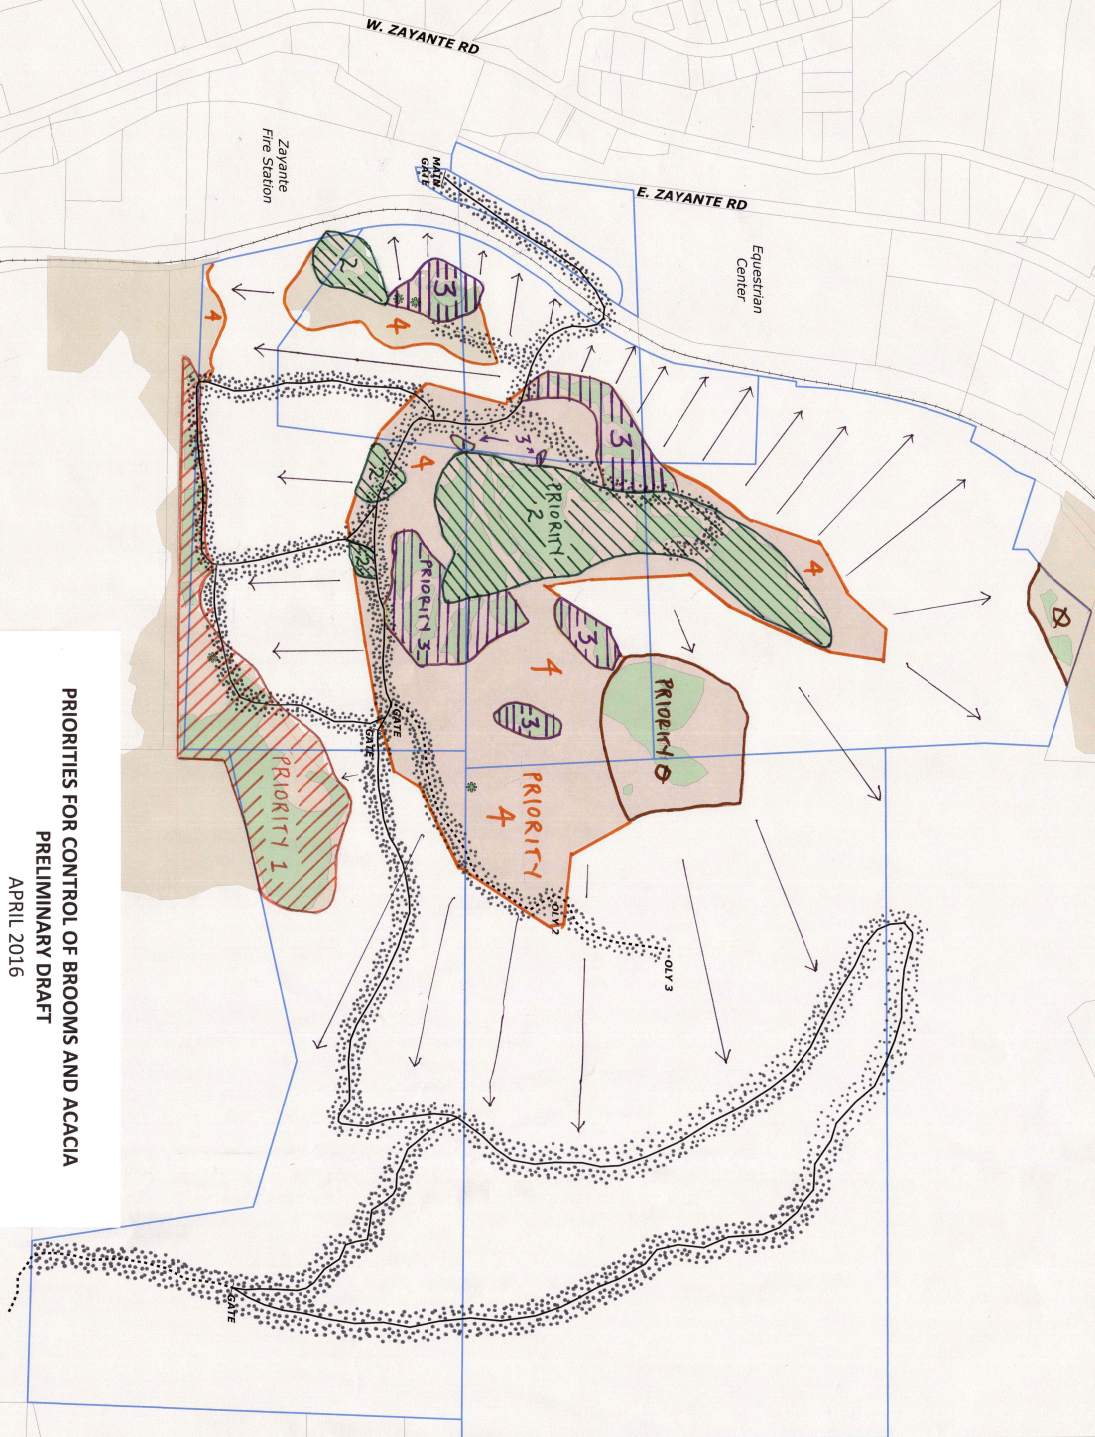 W. ZAYANTE RD
E. ZAYANTE RD
Zayante
Fire Station
MAIN
GATE
Equestrian
Center
2
3
4
4
3
3
4
2
PRIORITY
2
4
0
PRIORITY 3
3
4
3
PRIORITY 0
GATE
GATE
PRIORITY
4
PRIORITY 1
OLY 2
OLY 3
GATE
PRIORITIES FOR CONTROL OF BROOMS AND ACACIA
PRELIMINARY DRAFT
APRIL 2016